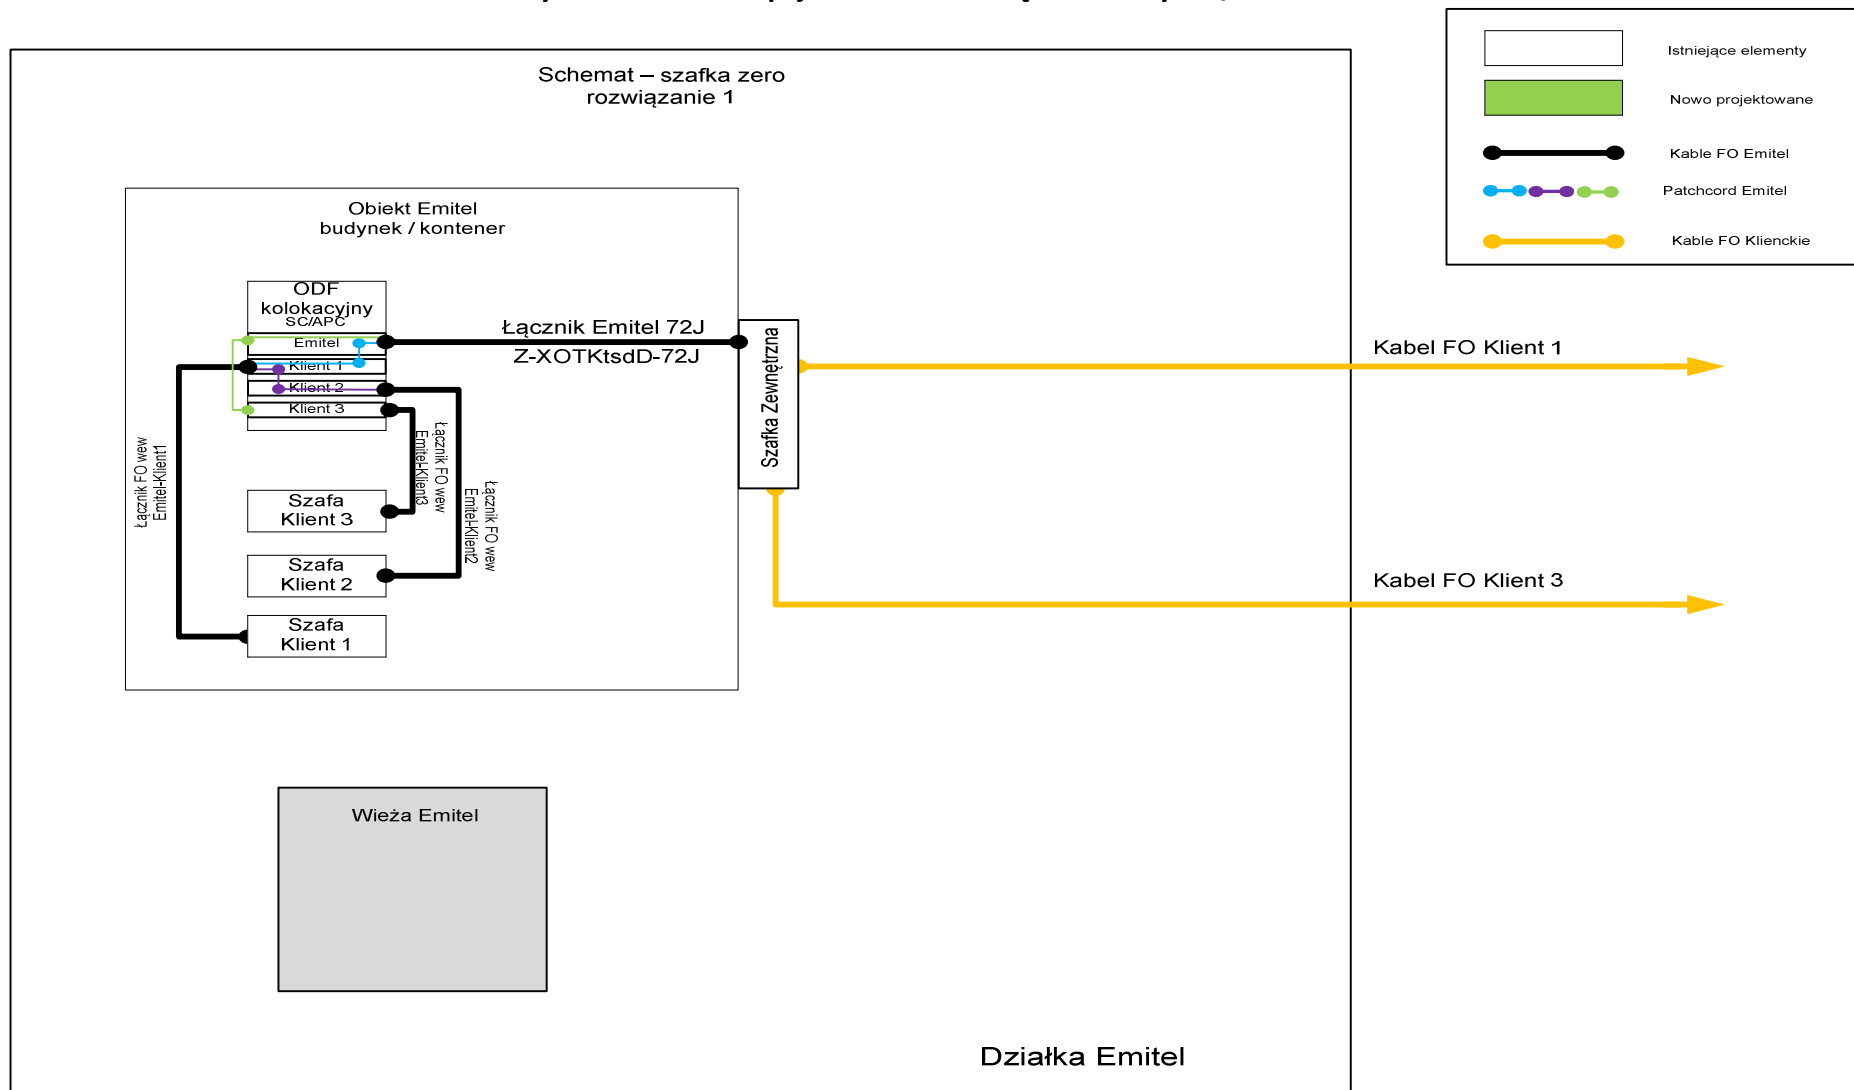 Schemat – szafka zero
rozwiązanie 1
Istniejące elementy
Nowo projektowane
Kable FO Emitel
Patchcord Emitel
Kable FO Klienckie
Obiekt Emitel
budynek / kontener
ODF
kolokacyjny
SC/APC
Emitel
Klient 1
Klient 2
Klient 3
Łącznik Emitel 72J
Z-XOTKtsdD-72J
Szafka Zewnętrzna
Kabel FO Klient 1
Kabel FO Klient 3
Łącznik FO wew
Emitel-Klient1
Łącznik FO wew
Emitel-Klient3
Łącznik FO wew
Emitel-Klient2
Szafa
Klient 3
Szafa
Klient 2
Szafa
Klient 1
Wieża Emitel
Działka Emitel